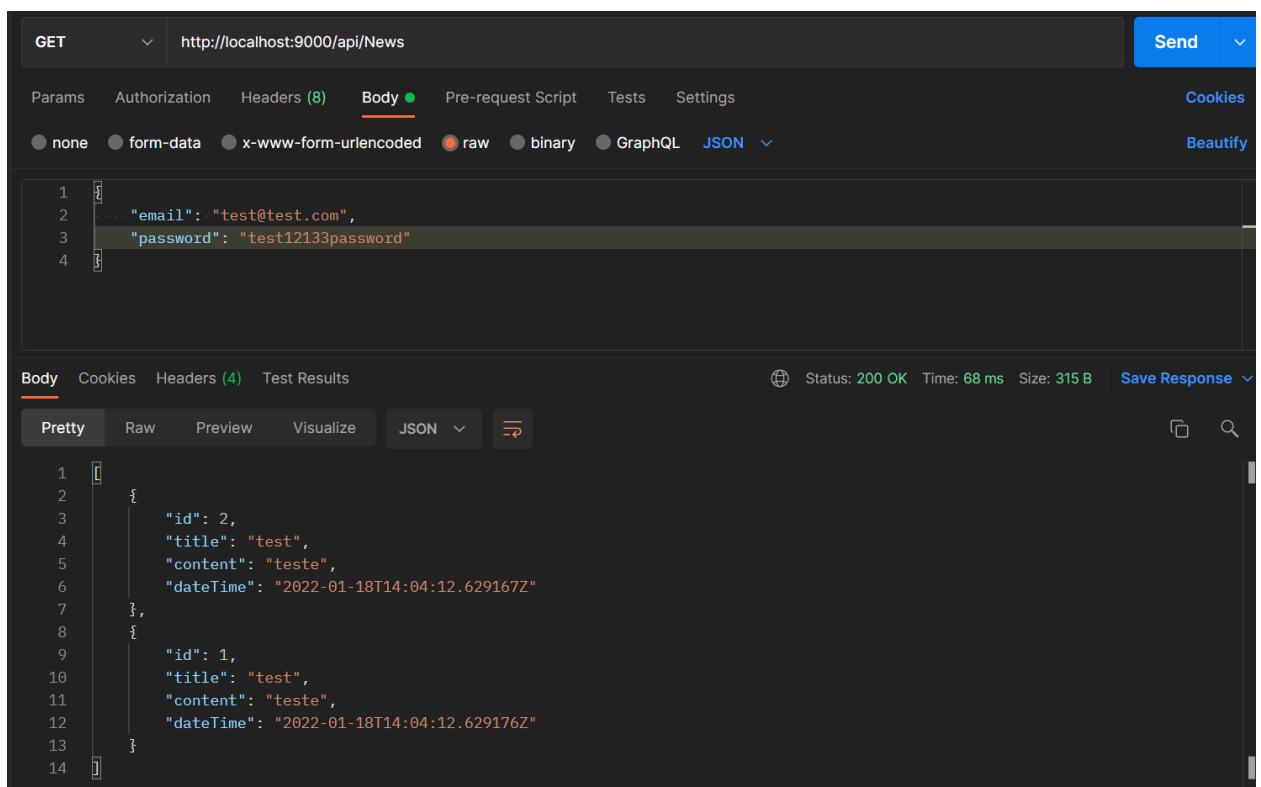 GET http://localhost:9000/api/News Send
Params Authorization Headers (8) Body Pre-request Script Tests Settings Cookies
none form-data x-www-form-urlencoded raw binary GraphQL JSON Beautify
1 {
2 "email": "test@test.com",
3 "password": "test12133password"
4 }
Body Cookies Headers (4) Test Results Status: 200 OK Time: 68 ms Size: 315 B Save Response
Pretty Raw Preview Visualize JSON
1 [
2 {
3 "id": 2,
4 "title": "test",
5 "content": "teste",
6 "dateTime": "2022-01-18T14:04:12.629167Z"
7 },
8 {
9 "id": 1,
10 "title": "test",
11 "content": "teste",
12 "dateTime": "2022-01-18T14:04:12.629176Z"
13 }
14 ]